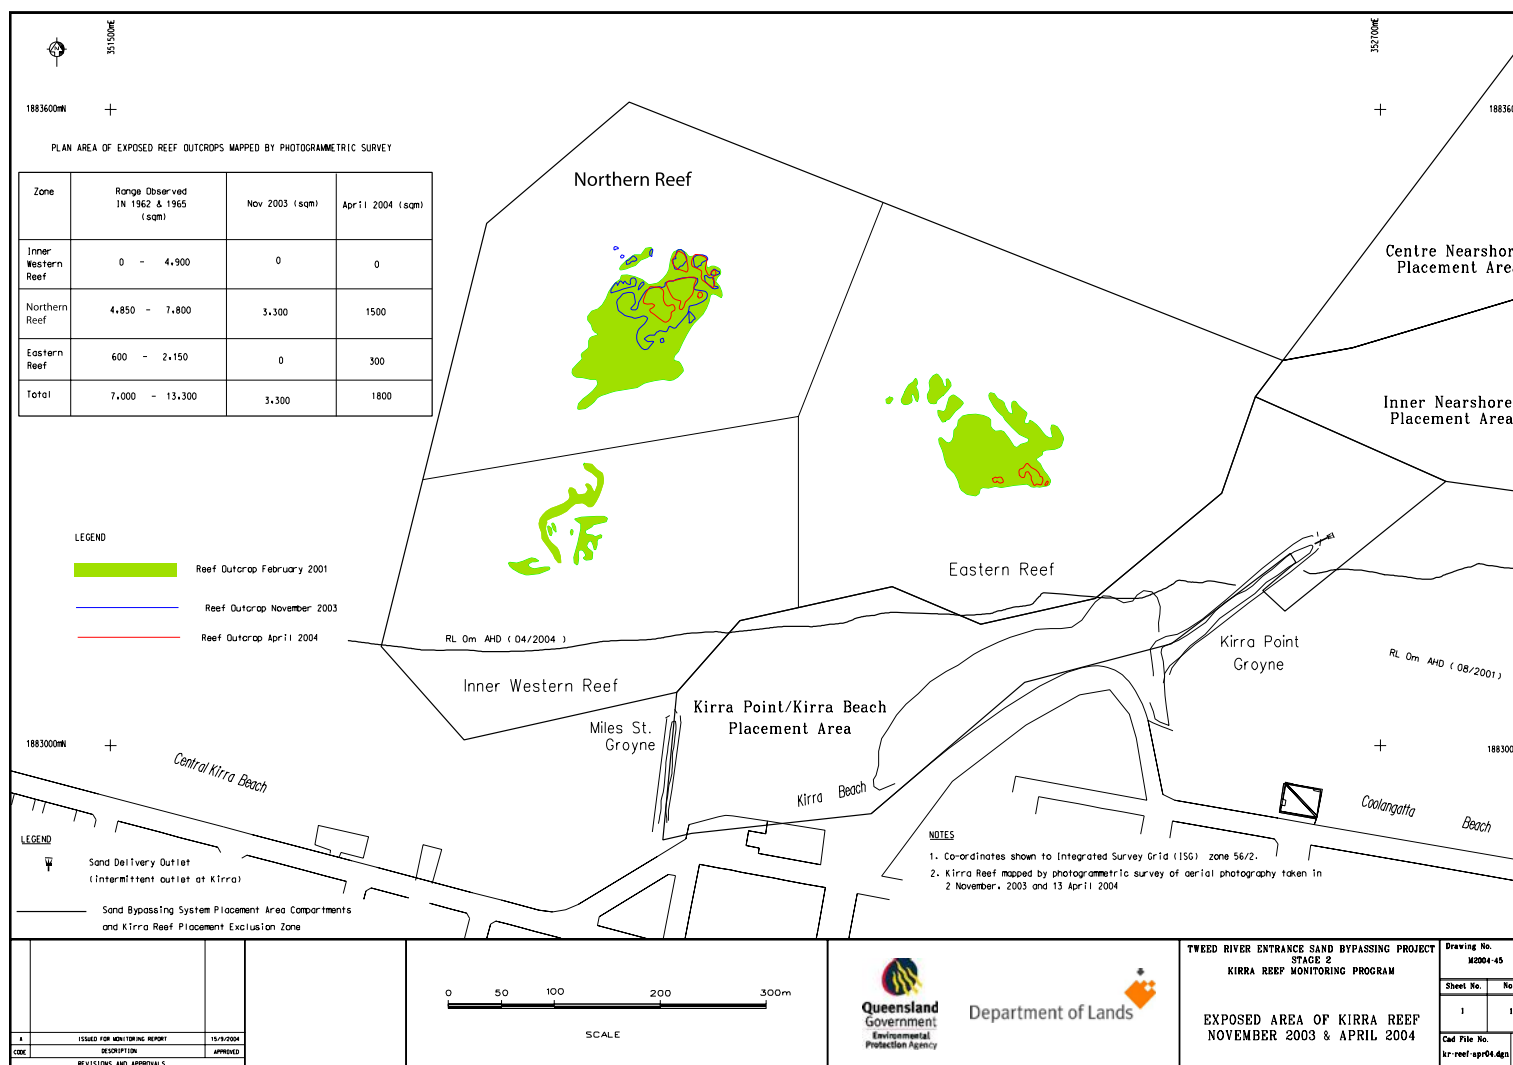 351500mE
352700mE
1883600mN
PLAN AREA OF EXPOSED REEF OUTCROPS MAPPED BY PHOTOGRAMMETRIC SURVEY
Zone
Range Observed
IN 1962 & 1965
(sqm)
Nov 2003 (sqm)
April 2004 (sqm)
Inner
Western
Reef
0 - 4,900
0
0
Northern
Reef
4,850 - 7,800
3,300
1500
Eastern
Reef
600 - 2,150
0
300
Total
7,000 - 13,300
3,300
1800
Northern Reef
Centre Nearshor
Placement Area
Inner Nearshore
Placement Area
LEGEND
Reef Outcrop February 2001
Reef Outcrop November 2003
Reef Outcrop April 2004
Eastern Reef
RL 0m AHD ( 04/2004 )
Inner Western Reef
Kirra Point
Groyne
RL 0m AHD ( 08/2001)
Kirra Point/Kirra Beach
Placement Area
Miles St.
Groyne
1883000mN
Central Kirra Beach
Kirra Beach
Coolangatta Beach
LEGEND
Sand Delivery Outlet
(intermittent outlet at Kirra)
Sand Bypassing System Placement Area Compartments
and Kirra Reef Placement Exclusion Zone
NOTES
1. Co-ordinates shown to Integrated Survey Grid (ISG) zone 56/2.
2. Kirra Reef mapped by photogrammetric survey of aerial photography taken in
2 November, 2003 and 13 April 2004
A ISSUED FOR MONITORING REPORT 15/9/2004
CODE DESCRIPTION APPROVED
REVISIONS AND APPROVALS
0 50 100 200 300m
SCALE
Queensland
Government
Environmental
Protection Agency
Department of Lands
TWEED RIVER ENTRANCE SAND BYPASSING PROJECT
STAGE 2
KIRRA REEF MONITORING PROGRAM
EXPOSED AREA OF KIRRA REEF
NOVEMBER 2003 & APRIL 2004
Drawing No.
M2004-45
Sheet No.
No
1
1
Cad File No.
kr-reef-apr04.dgn